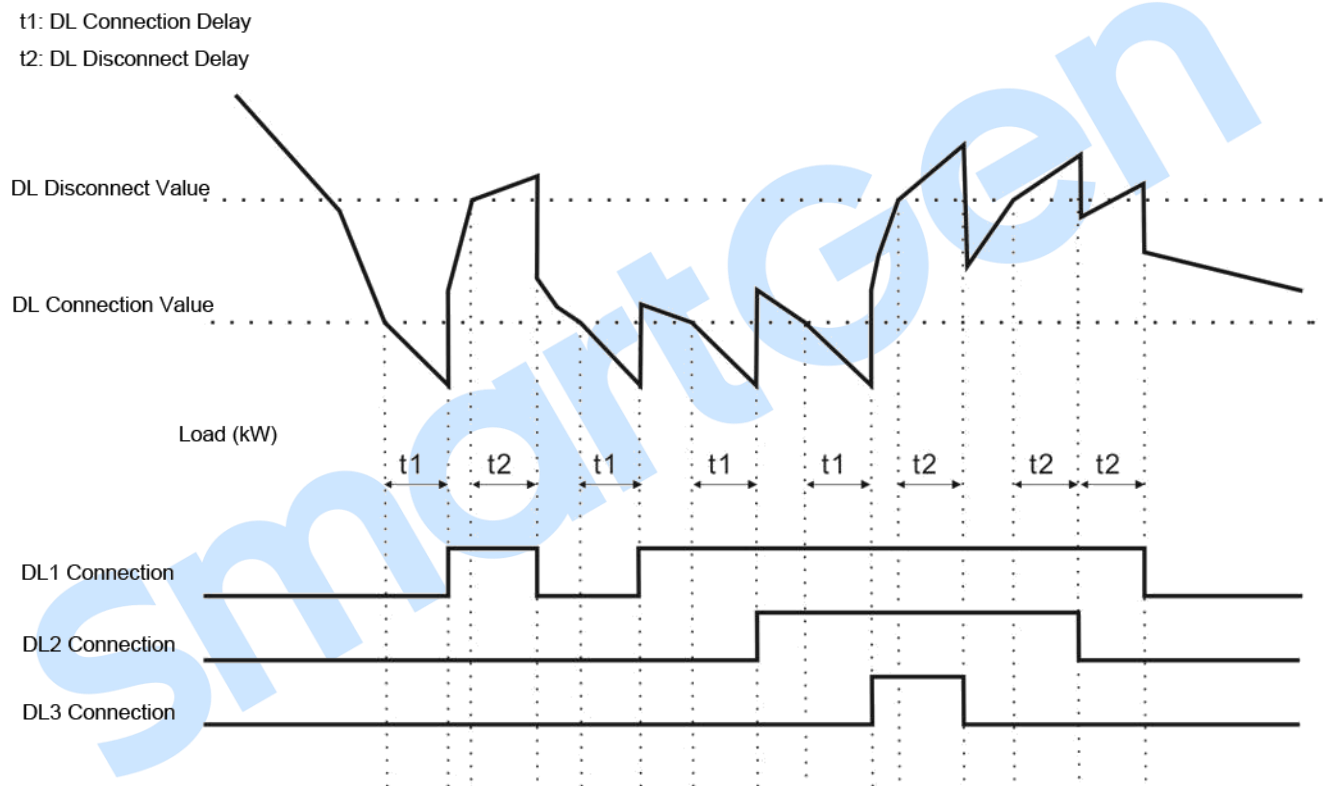 t1: DL Connection Delay
t2: DL Disconnect Delay
DL Disconnect Value
DL Connection Value
Load (kW)
t1 t2 t1 t1 t1 t2 t2 t2
DL1 Connection
DL2 Connection
DL3 Connection
SmartGen